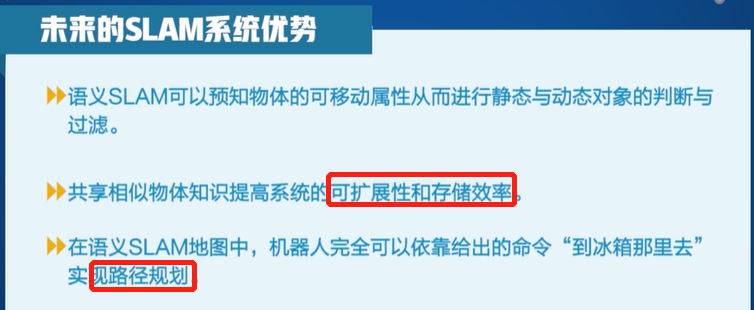 未来的SLAM系统优势
语义SLAM可以预知物体的可移动属性从而进行静态与动态对象的判断与
过滤。
共享相似物体知识提高系统的可扩展性和存储效率。
在语义SLAM地图中，机器人完全可以依靠给出的命令“到冰箱那里去”
实现路径规划